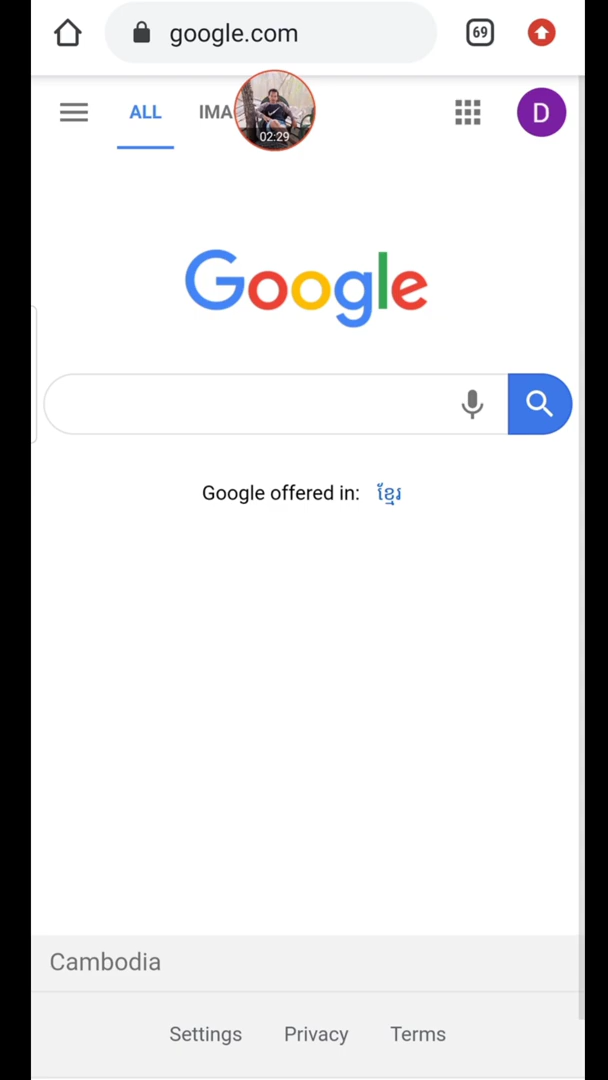 google.com
69
ALL
IMA
02:29
D
Google
Google offered in: ខ្មែរ
Cambodia
Settings
Privacy
Terms